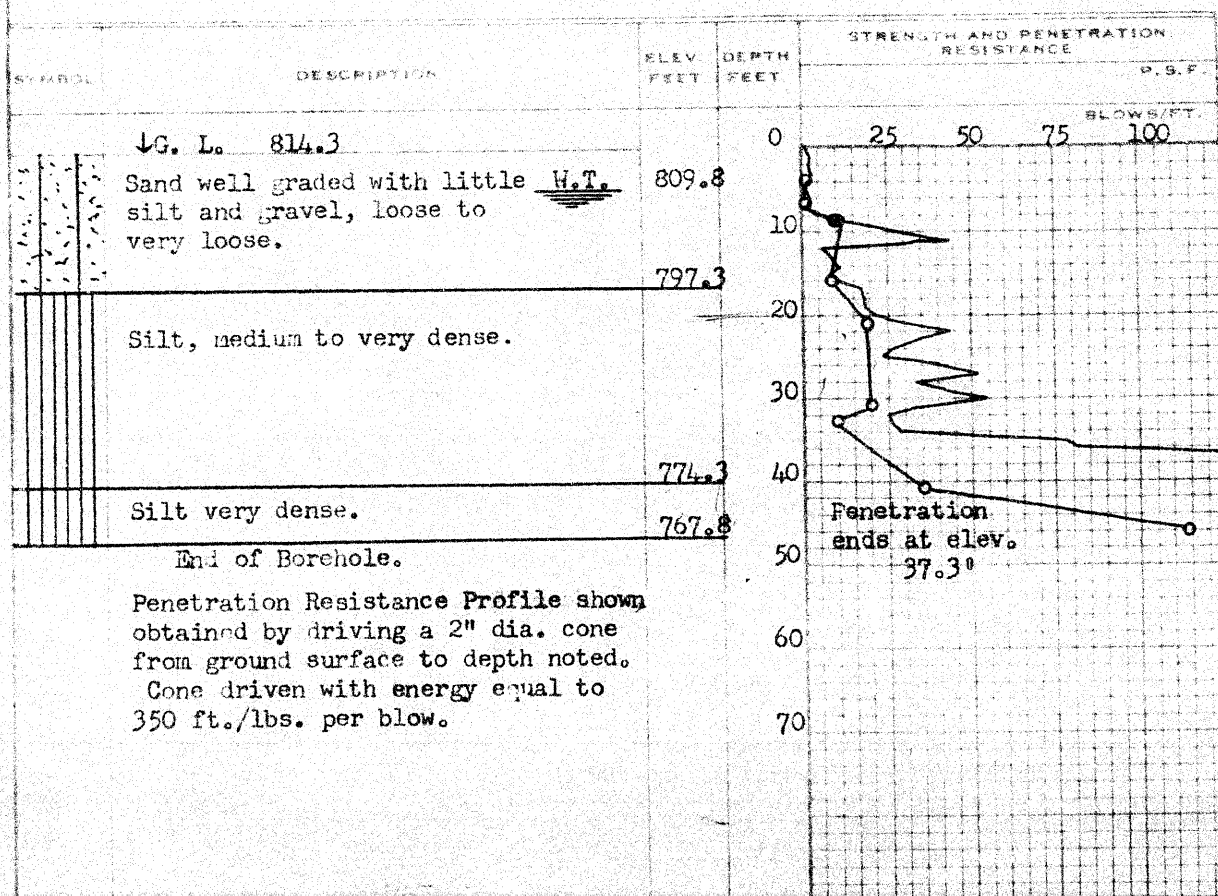 STRENGTH AND PENETRATION
RESISTANCE
SYMBOL DESCRIPTION ELEV FEET DEPTH FEET
P.S.F.
BLOWS/FT.
↓G. L. 814.3
0 25 50 75 100
Sand well graded with little W.T. 809.8
silt and gravel, loose to
very loose.
10
797.3
20
Silt, medium to very dense.
30
774.3
40
Silt very dense.
767.8
Penetration
ends at elev.
37.3'
50
End of Borehole.
Penetration Resistance Profile shown
obtained by driving a 2" dia. cone
from ground surface to depth noted.
Cone driven with energy equal to
350 ft./lbs. per blow.
60
70